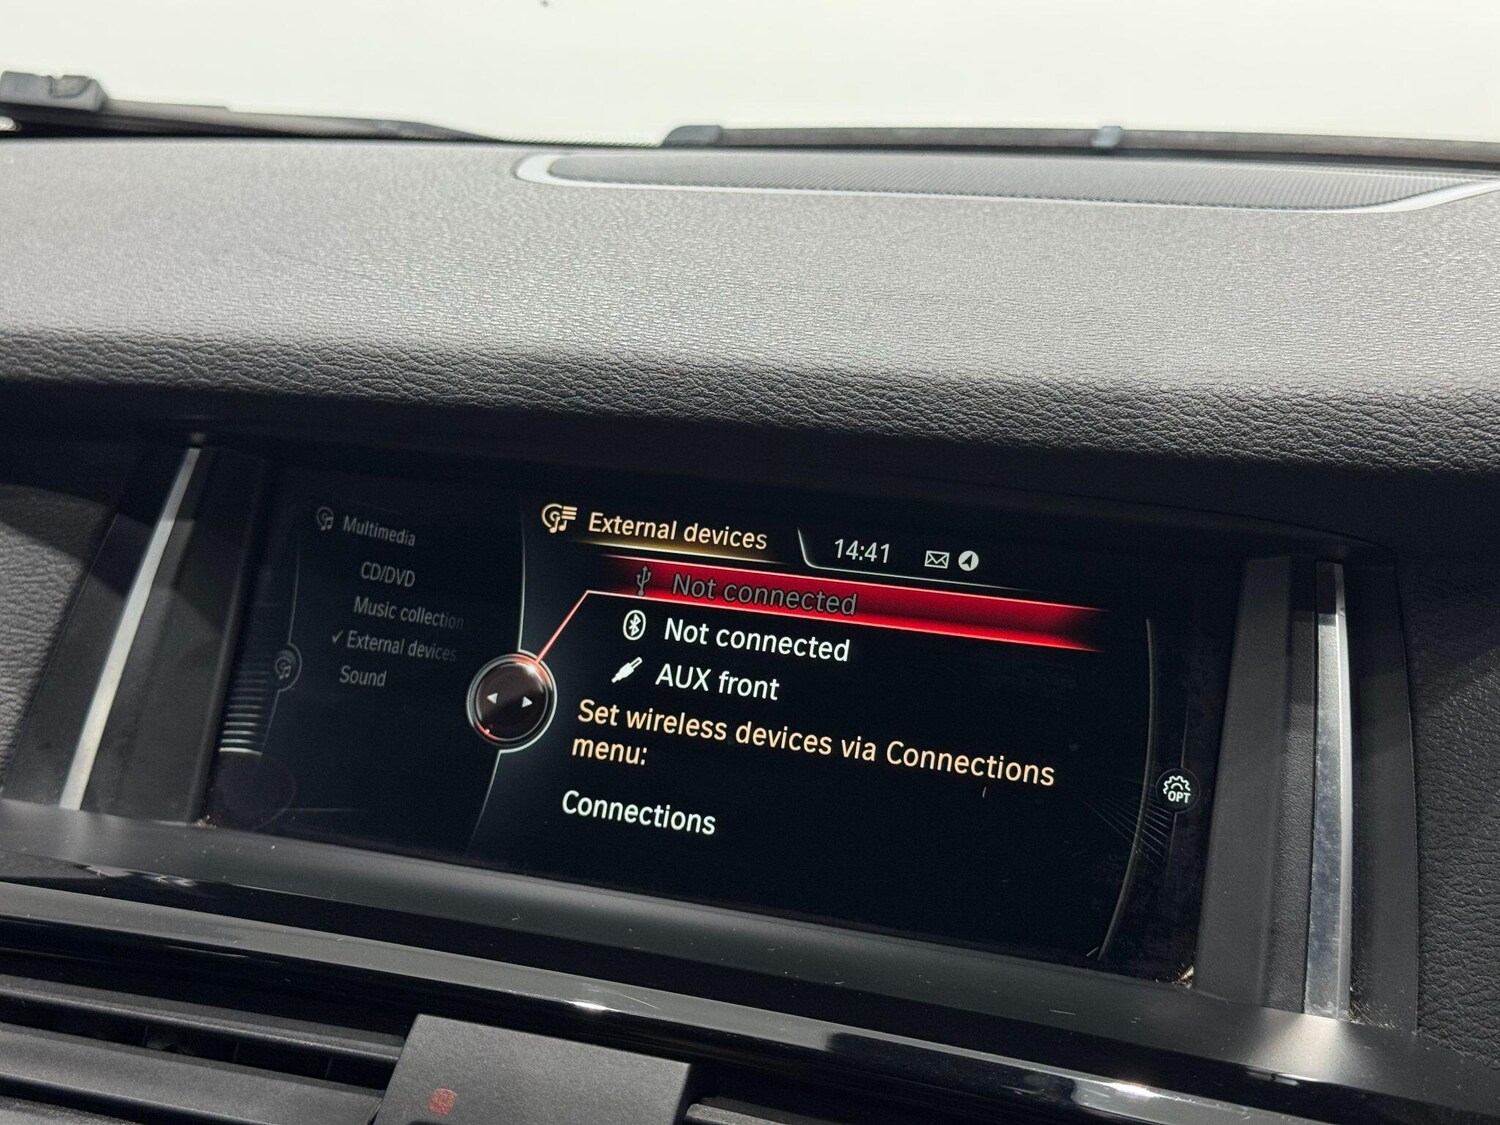 Multimedia
CD/DVD
Music collection
External devices
Sound
External devices
14:41
Not connected
Not connected
AUX front
Set wireless devices via Connections
menu:
Connections
OPT